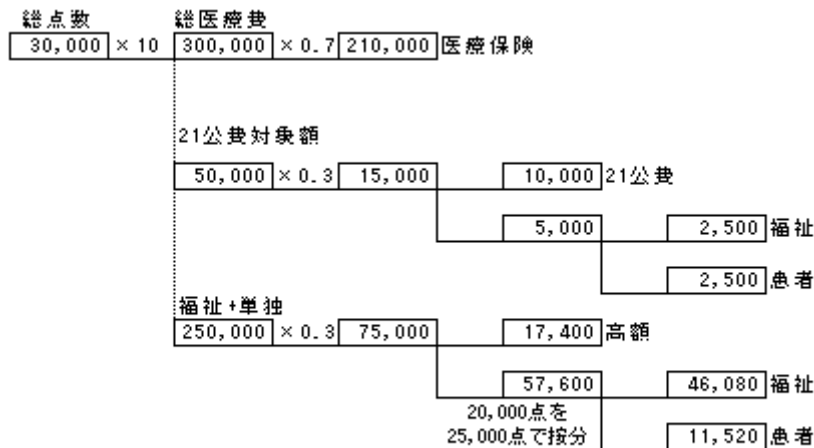 総点数 総医療費
30,000 × 10 300,000 × 0.7 210,000 医療保険
21公費対象額
50,000 × 0.3 15,000 10,000 21公費
5,000 2,500 福祉
2,500 患者
福祉+単独
250,000 × 0.3 75,000 17,400 高額
57,600 46,080 福祉
20,000点を
25,000点で按分 11,520 患者